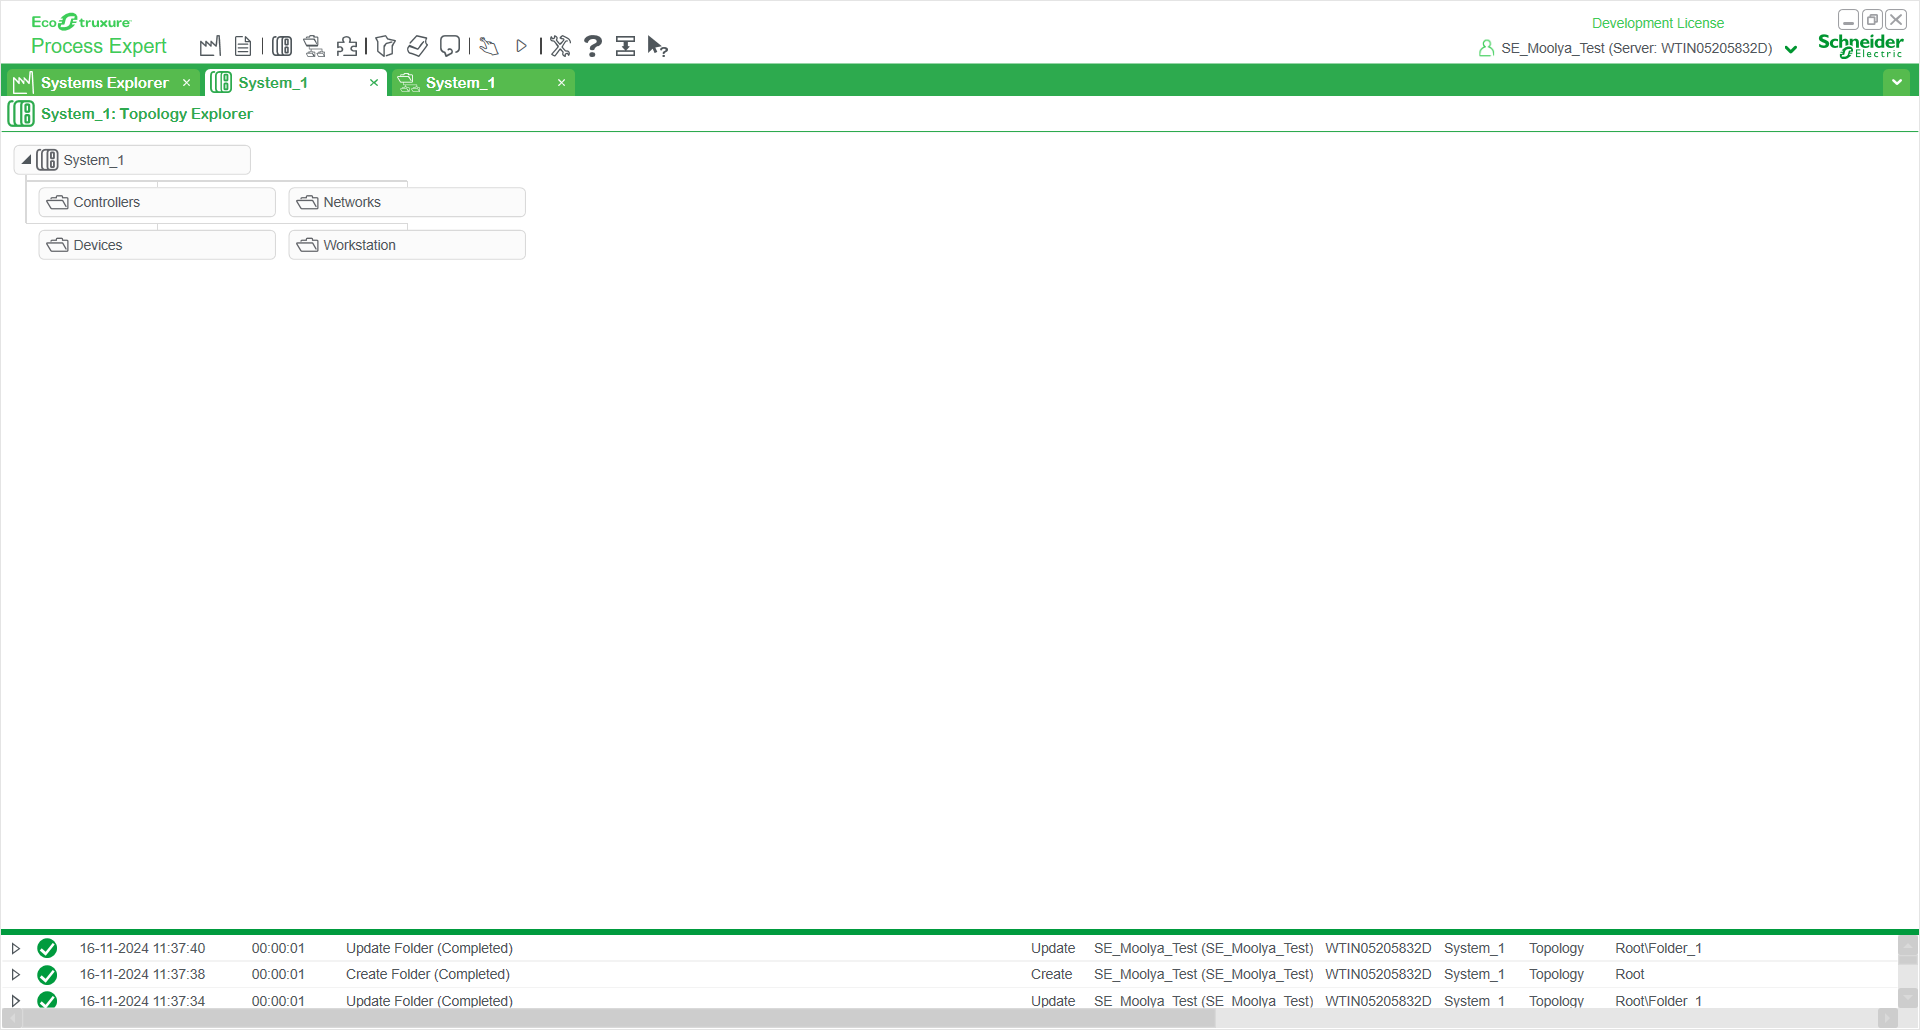 EcoStruxure
Development License
Process Expert
SE_Moolya_Test (Server: WTIN05205832D)
Schneider
Electric
Systems Explorer
System_1
System_1
System_1: Topology Explorer
System_1
Controllers
Networks
Devices
Workstation
16-11-2024 11:37:40 00:00:01 Update Folder (Completed) Update SE_Moolya_Test (SE_Moolya_Test) WTIN05205832D System_1 Topology Root\Folder_1
16-11-2024 11:37:38 00:00:01 Create Folder (Completed) Create SE_Moolya_Test (SE_Moolya_Test) WTIN05205832D System_1 Topology Root
16-11-2024 11:37:34 00:00:01 Update Folder (Completed) Update SE_Moolya_Test (SE_Moolya_Test) WTIN05205832D System_1 Topology Root\Folder_1